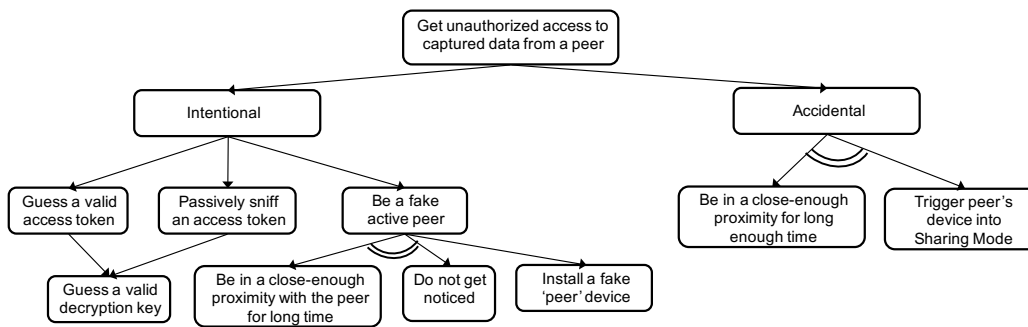 Get unauthorized access to
captured data from a peer
Intentional
Accidental
Guess a valid
access token
Passively sniff
an access token
Be a fake
active peer
Be in a close-enough
proximity for long
enough time
Trigger peer's
device into
Sharing Mode
Guess a valid
decryption key
Be in a close-enough
proximity with the peer
for long time
Do not get
noticed
Install a fake
‘peer’ device